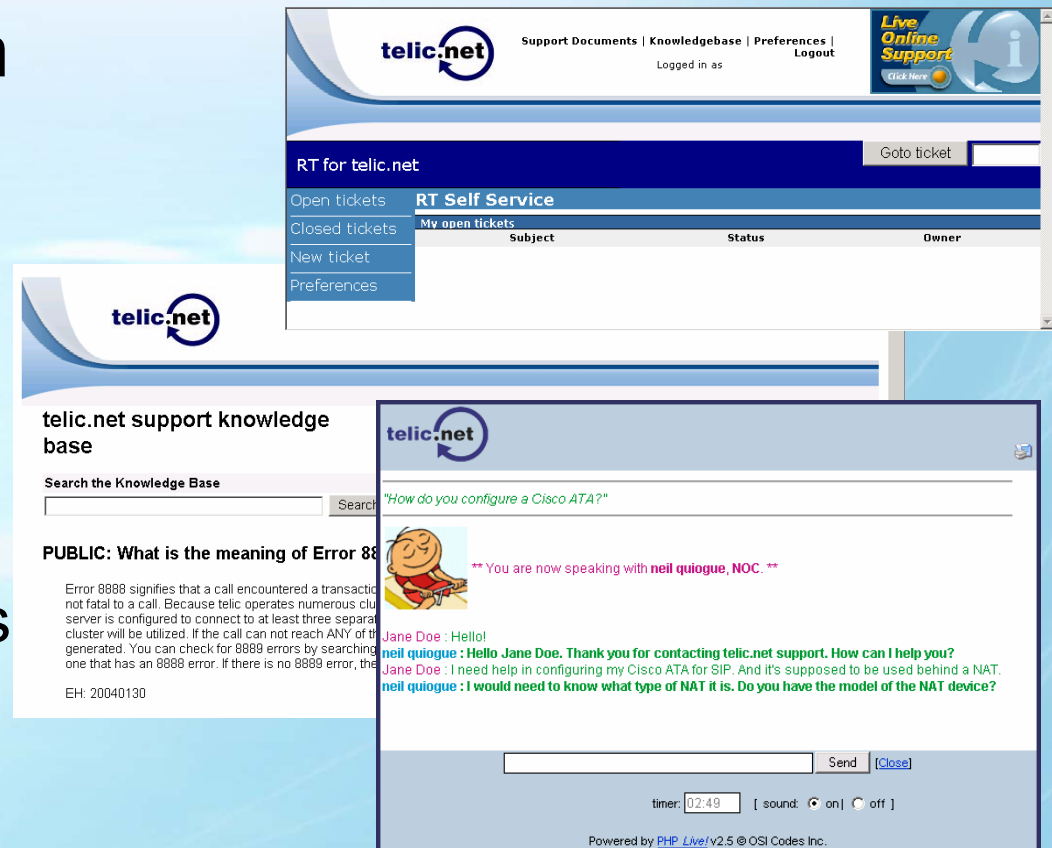 n
s
telic.net
Support Documents | Knowledgebase | Preferences |
Logout
Logged in as
Live
Online
Support
Click Here
RT for telic.net
Goto ticket
Open tickets
Closed tickets
New ticket
Preferences
RT Self Service
My open tickets
Subject Status Owner
telic.net
telic.net support knowledge
base
Search the Knowledge Base
Search
PUBLIC: What is the meaning of Error
Error 8888 signifies that a call encountered a
not fatal to a call. Because telic operates numerous
server is configured to connect to at least three
cluster will be utilized. If the call can not reach ANY of
generated. You can check for 8889 errors by searching
one that has an 8888 error. If there is no 8889 error, the
EH: 20040130
telic.net
"How do you configure a Cisco ATA?"
** You are now speaking with neil quiogue, NOC. **
Jane Doe : Hello!
neil quiogue : Hello Jane Doe. Thank you for contacting telic.net support. How can I help you?
Jane Doe : I need help in configuring my Cisco ATA for SIP. And it's supposed to be used behind a NAT.
neil quiogue : I would need to know what type of NAT it is. Do you have the model of the NAT device?
Send [Close]
timer: 02:49 [ sound: on | off ]
Powered by PHP Live! v2.5 © OSI Codes Inc.